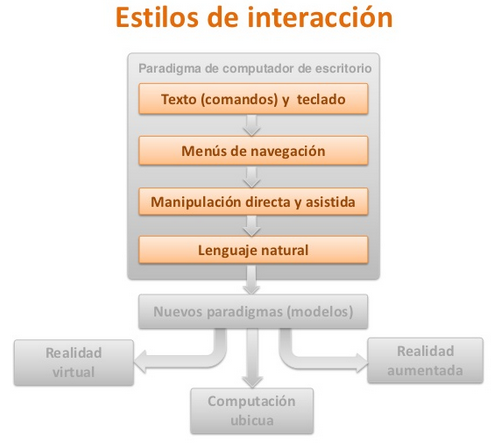 Estilos de interacción
Paradigma de computador de escritorio
Texto (comandos) y teclado
Menús de navegación
Manipulación directa y asistida
Lenguaje natural
Nuevos paradigmas (modelos)
Realidad
virtual
Computación
ubicua
Realidad
aumentada